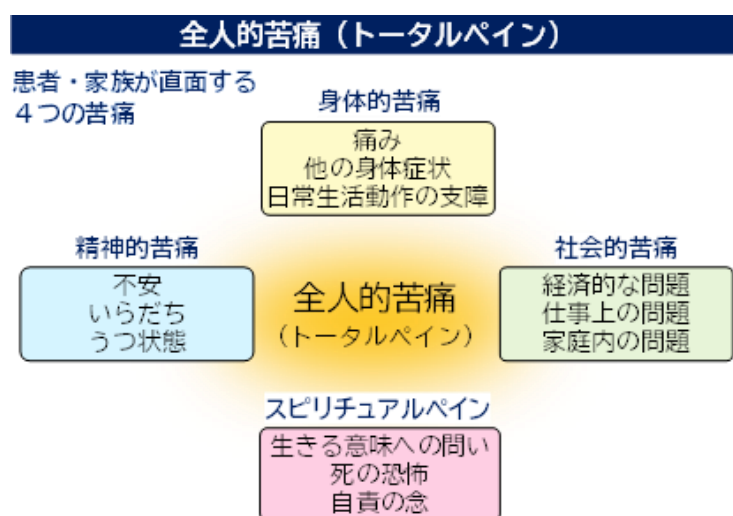 全人的苦痛（トータルペイン）
患者・家族が直面する
４つの苦痛
身体的苦痛
痛み
他の身体症状
日常生活動作の支障
精神的苦痛
不安
いらだち
うつ状態
全人的苦痛
（トータルペイン）
社会的苦痛
経済的な問題
仕事上の問題
家庭内の問題
スピリチュアルペイン
生きる意味への問い
死の恐怖
自責の念